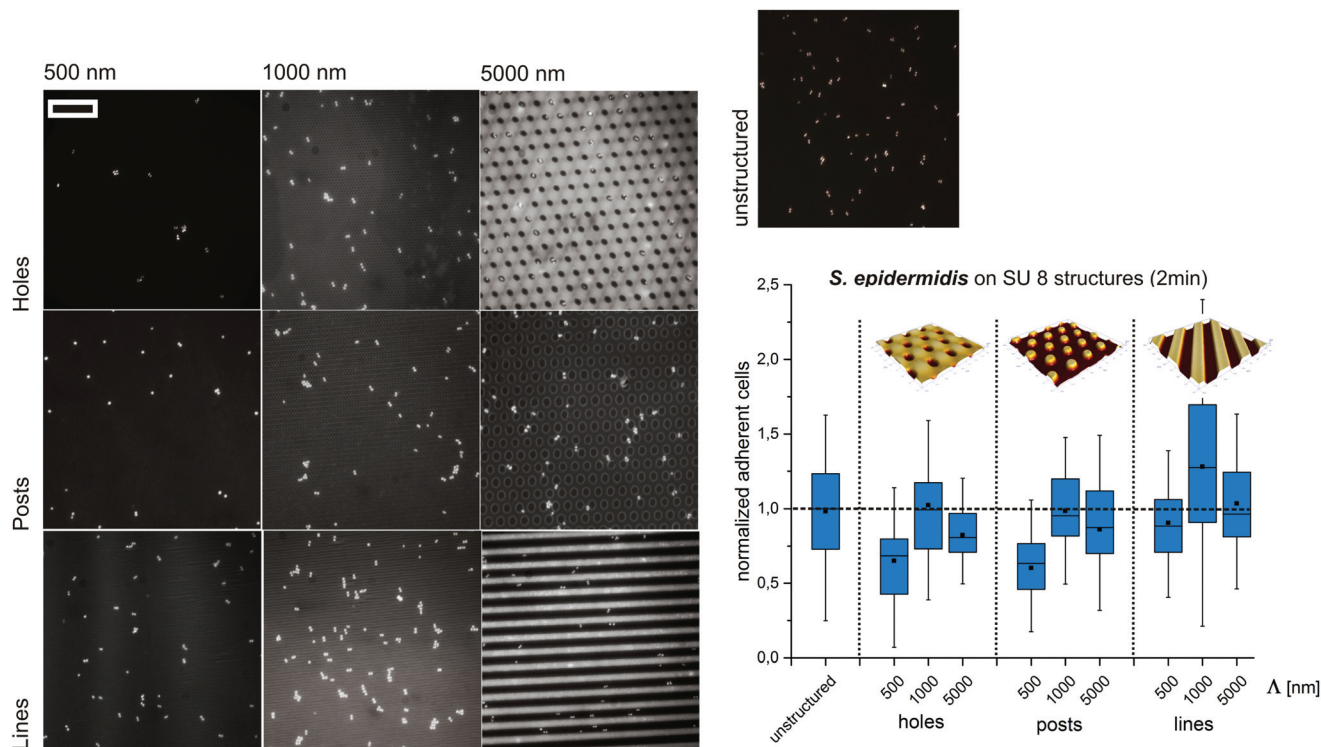 500 nm
1000 nm
5000 nm
Holes
Posts
Lines
unstructured
S. epidermidis on SU 8 structures (2min)
normalized adherent cells
2,5
2,0
1,5
1,0
0,5
0,0
unstructured
500
1000
5000
500
1000
5000
500
1000
5000
Λ [nm]
holes
posts
lines